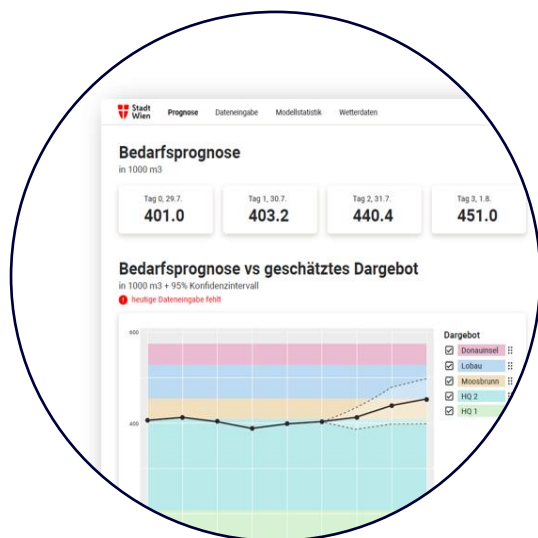 Stadt
Wien
Prognose Dateneingabe Modellstatistik Wetterdaten
Bedarfsprognose
in 1000 m3
Tag 0, 29.7. Tag 1, 30.7. Tag 2, 31.7. Tag 3, 1.8.
401.0 403.2 440.4 451.0
Bedarfsprognose vs geschätztes Dargebot
in 1000 m3 + 95% Konfidenzintervall
heutige Dateneingabe fehlt
600
400
Dargebot
Donauinsel
Lobau
Moosbrunn
HQ 2
HQ 1